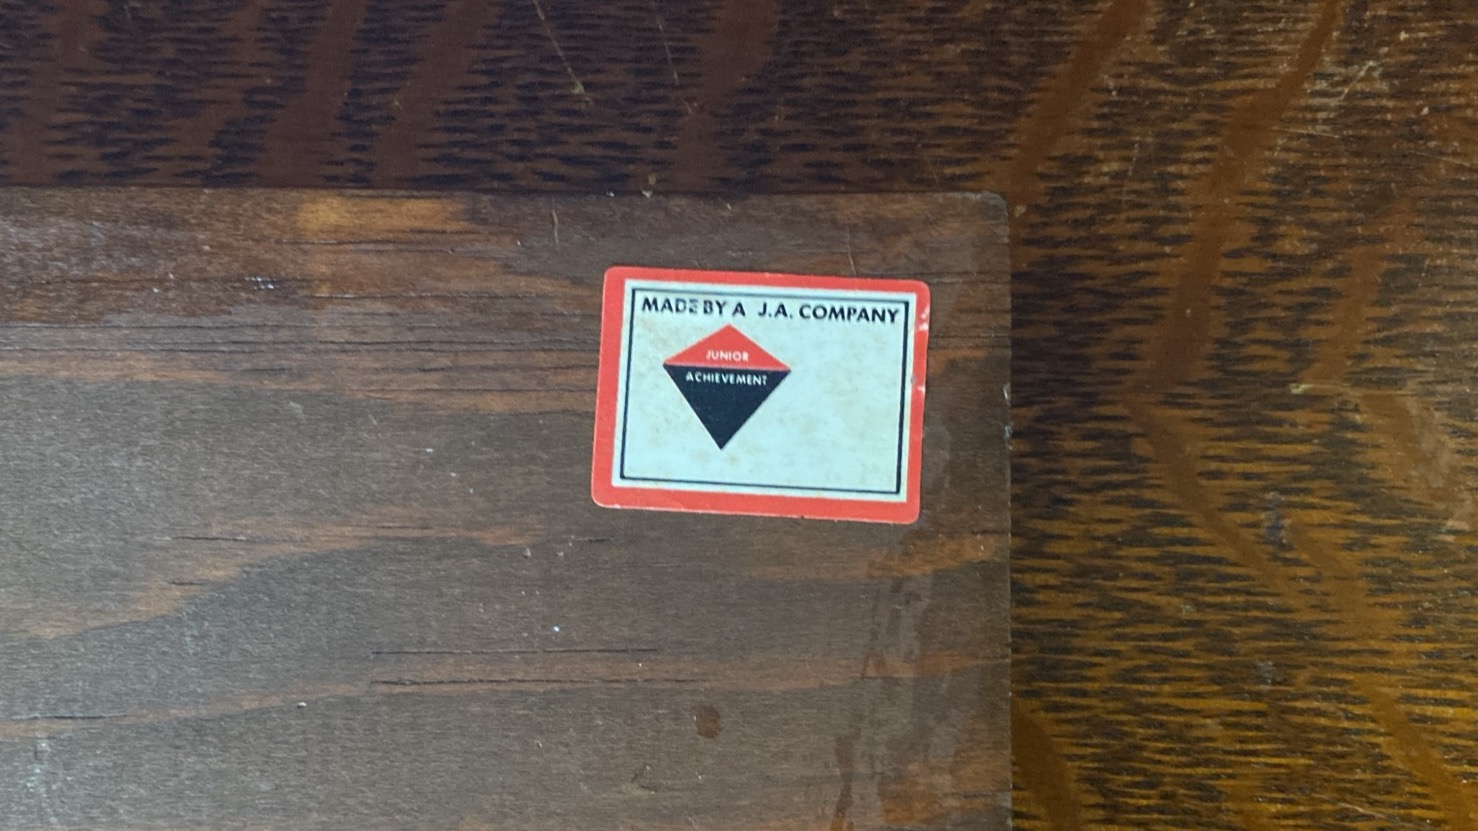 MADE BY A J.A. COMPANY
JUNIOR
ACHIEVEMENT